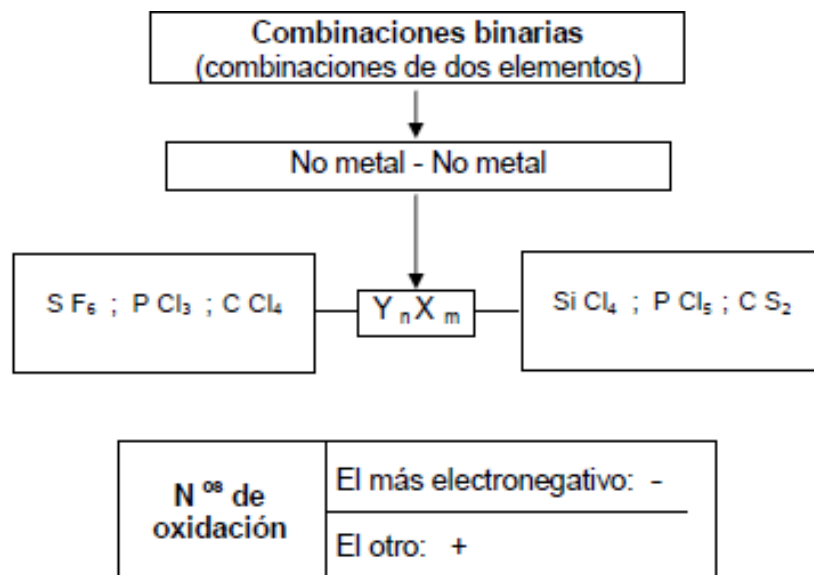 Combinaciones binarias
(combinaciones de dos elementos)
No metal - No metal
S F₆ ; P Cl₃ ; C Cl₄
Y ₙ X ₘ
Si Cl₄ ; P Cl₅ ; C S₂
N ᵒˢ de
oxidación
El más electronegativo: -
El otro: +